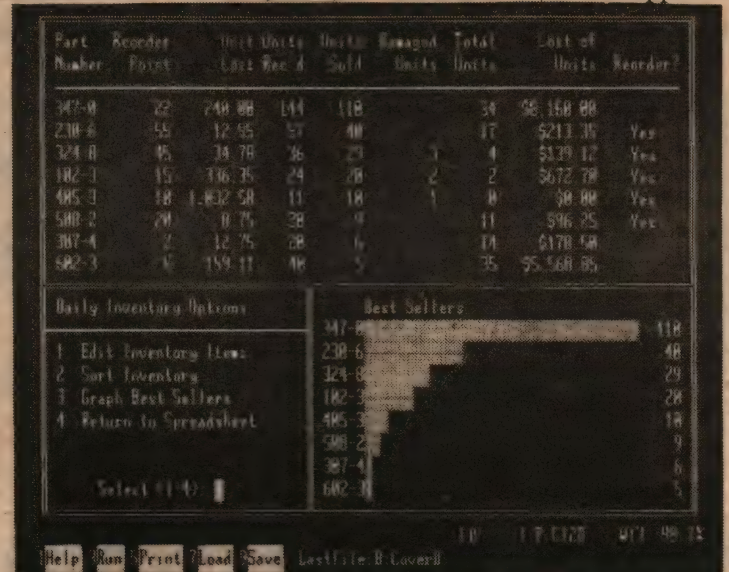 Part Reorder Unit Units Units Damaged Total Cost of
Number Point Cost Rec'd Sold Units Units Units Reorder?
347-0 22 240.00 144 110 34 $8,160.00
230-6 55 12.55 57 40 17 $213.35 Yes
324-8 45 34.78 36 29 3 4 $139.12 Yes
102-3 15 336.35 24 20 2 2 $672.70 Yes
405-3 10 1,032.50 11 10 1 0 $0.00 Yes
20 8.75 9 11 $96.25 Yes
307-4 2 12.75 20 6 14 $178.50
602-3 159.11 40 5 35 $5,568.85
Daily Inventory Options
1 Edit Inventory Items
2 Sort Inventory
3 Graph Best Sellers
4 Return to Spreadsheet
Select (1-4):
Best Sellers
347-0 110
230-6 40
324-8 29
102-3 20
405-3 10
9
307-4 6
602-3 5
Help Run Print Load Save LastFile:B:Cover